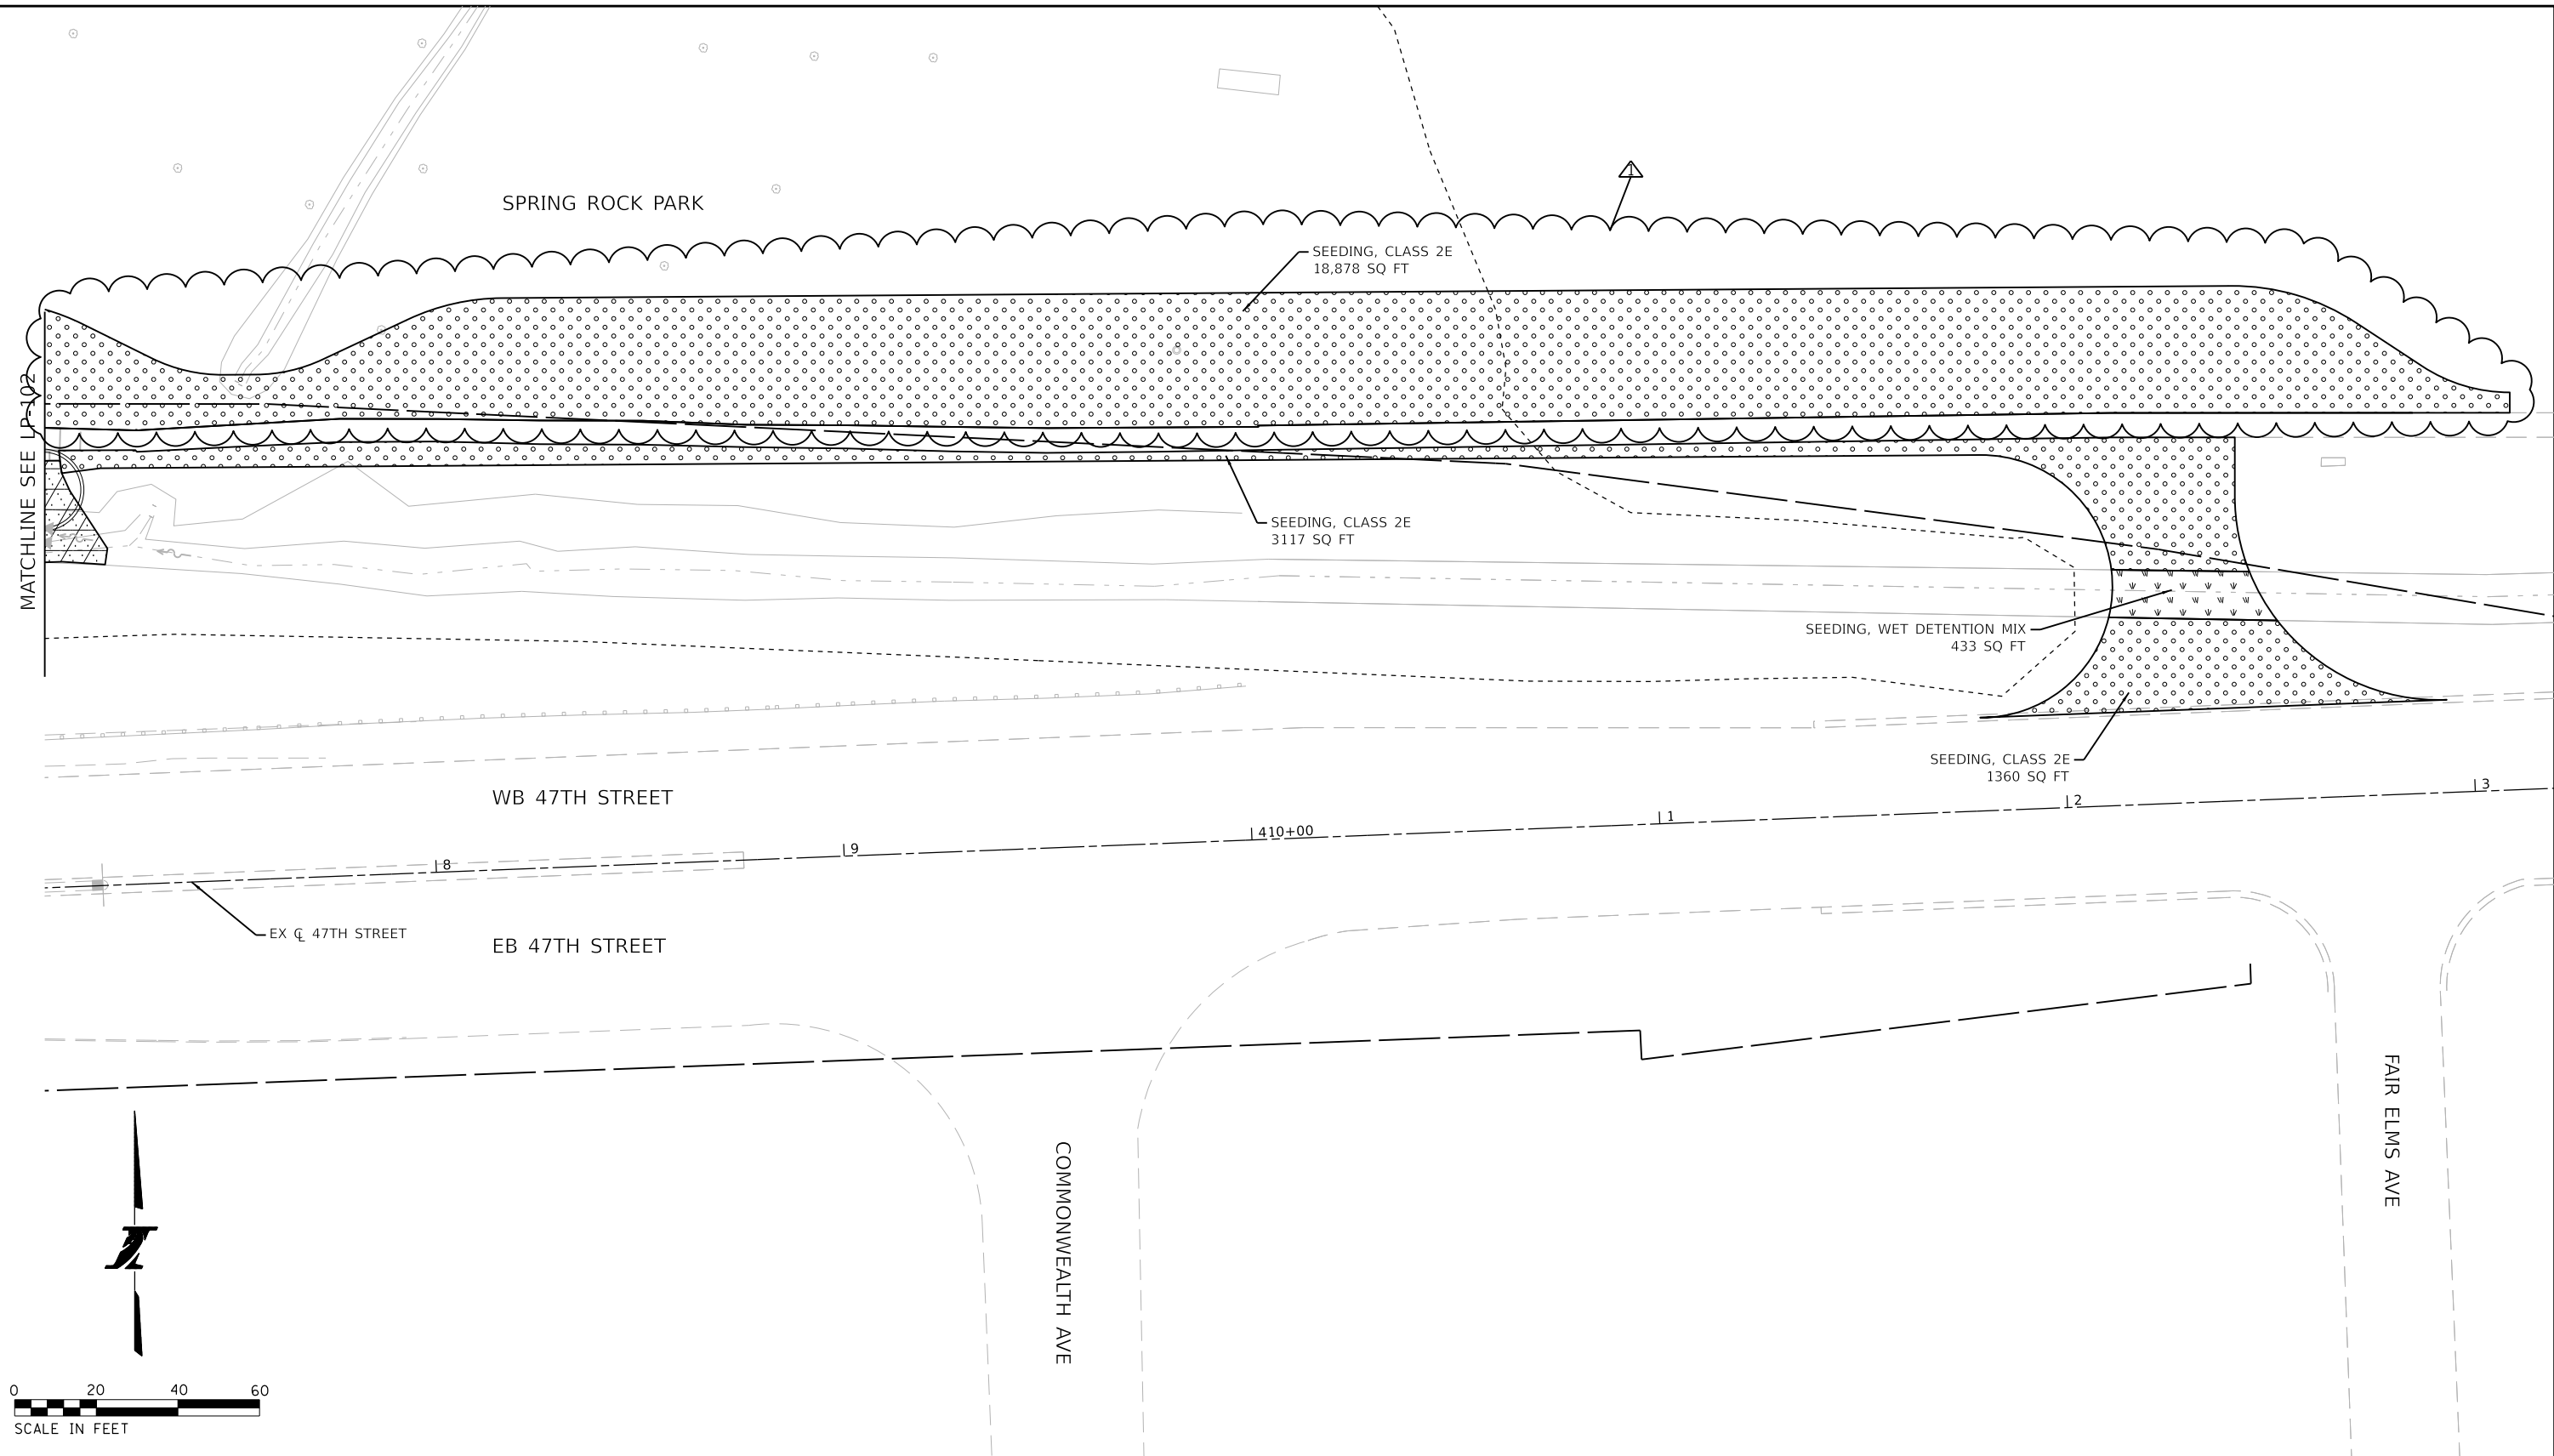 SPRING ROCK PARK
1
SEEDING, CLASS 2E
18,878 SQ FT
MATCHLINE SEE LP-102
SEEDING, CLASS 2E
3117 SQ FT
SEEDING, WET DETENTION MIX
433 SQ FT
SEEDING, CLASS 2E
1360 SQ FT
WB 47TH STREET
8
9
410+00
1
2
3
EX ℄ 47TH STREET
EB 47TH STREET
COMMONWEALTH AVE
FAIR ELMS AVE
0 20 40 60
SCALE IN FEET